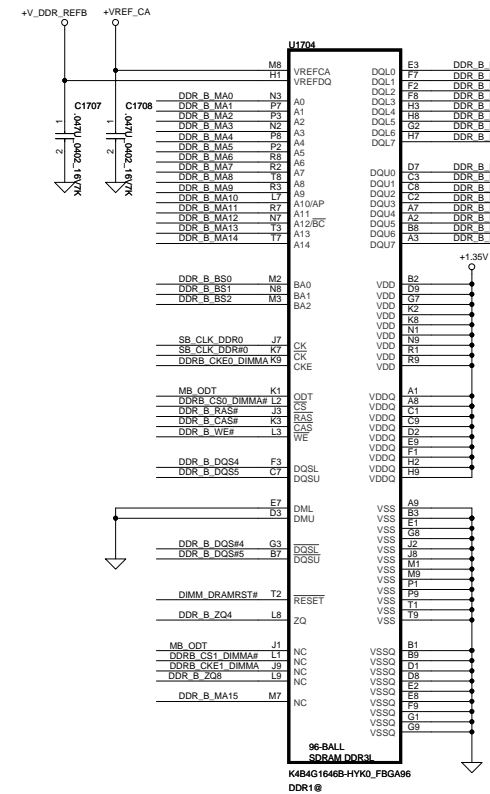 +V_DDR_REFB
+VREF_CA
U1704
C1707
1
2
.047U_0402_16V7K
C1708
1
2
.047U_0402_16V7K
M8 VREFCA
H1 VREFDQ
DDR_B_MA0 N3 A0
DDR_B_MA1 P7 A1
DDR_B_MA2 P3 A2
DDR_B_MA3 N2 A3
DDR_B_MA4 P8 A4
DDR_B_MA5 P2 A5
DDR_B_MA6 R8 A6
DDR_B_MA7 R2 A7
DDR_B_MA8 T8 A8
DDR_B_MA9 R3 A9
DDR_B_MA10 L7 A10/AP
DDR_B_MA11 R7 A11
DDR_B_MA12 N7 A12/BC
DDR_B_MA13 T3 A13
DDR_B_MA14 T7 A14
DDR_B_BS0 M2 BA0
DDR_B_BS1 N8 BA1
DDR_B_BS2 M3 BA2
SB_CLK_DDR0 J7 CK
SB_CLK_DDR#0 K7 CK
DDRB_CKE0_DIMMA K9 CKE
MB_ODT K1 ODT
DDRB_CS0_DIMMA# L2 CS
DDR_B_RAS# J3 RAS
DDR_B_CAS# K3 CAS
DDR_B_WE# L3 WE
DDR_B_DQS4 F3 DQSL
DDR_B_DQS5 C7 DQSU
E7 DML
D3 DMU
DDR_B_DQS#4 G3 DQSL
DDR_B_DQS#5 B7 DQSU
DIMM_DRAMRST# T2 RESET
DDR_B_ZQ4 L8 ZQ
MB_ODT J1 NC
DDRB_CS1_DIMMA# L1 NC
DDRB_CKE1_DIMMA J9 NC
DDR_B_ZQ8 L9 NC
DDR_B_MA15 M7 NC
DQL0 E3 DDR_B_
DQL1 F7 DDR_B_
DQL2 F2 DDR_B_
DQL3 F8 DDR_B_
DQL4 H3 DDR_B_
DQL5 H8 DDR_B_
DQL6 G2 DDR_B_
DQL7 H7 DDR_B_
DQU0 D7 DDR_B_
DQU1 C3 DDR_B_
DQU2 C8 DDR_B_
DQU3 C2 DDR_B_
DQU4 A7 DDR_B_
DQU5 A2 DDR_B_
DQU6 B8 DDR_B_
DQU7 A3 DDR_B_
+1.35V
VDD B2
VDD D9
VDD G7
VDD K2
VDD K8
VDD N1
VDD N9
VDD R1
VDD R9
VDDQ A1
VDDQ A8
VDDQ C1
VDDQ C9
VDDQ D2
VDDQ E9
VDDQ F1
VDDQ H2
VDDQ H9
VSS A9
VSS B3
VSS E1
VSS G8
VSS J2
VSS J8
VSS M1
VSS M9
VSS P1
VSS P9
VSS T1
VSS T9
VSSQ B1
VSSQ B9
VSSQ D1
VSSQ D8
VSSQ E2
VSSQ E8
VSSQ F9
VSSQ G1
VSSQ G9
96-BALL
SDRAM DDR3L
K4B4G1646B-HYK0_FBGA96
DDR1@